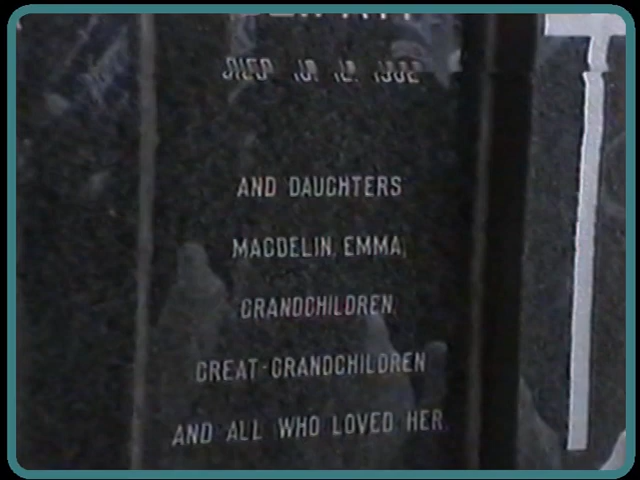 DIED
AND DAUGHTERS
MAGDELIN, EMMA,
GRANDCHILDREN,
GREAT-GRANDCHILDREN
AND ALL WHO LOVED HER.